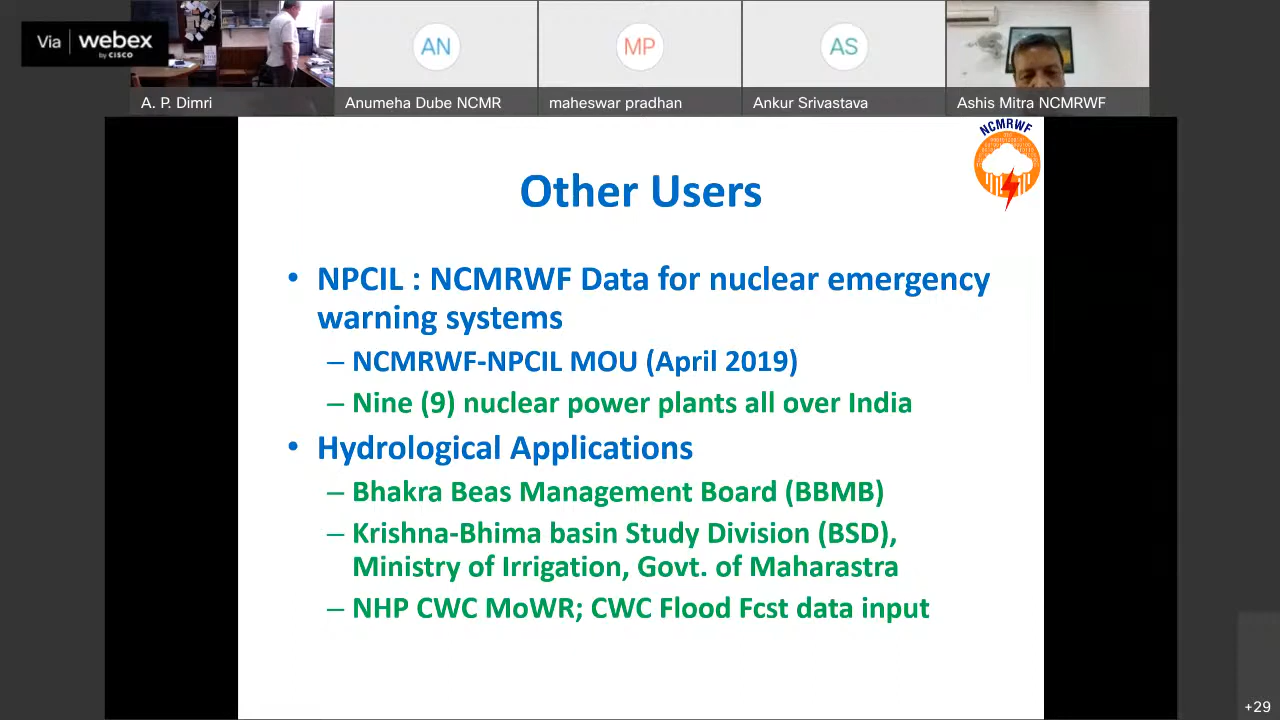 Via webex
by CISCO
A. P. Dimri
AN
Anumeha Dube NCMR
MP
maheswar pradhan
AS
Ankur Srivastava
Ashis Mitra NCMRWF
NCMRWF
Other Users
• NPCIL : NCMRWF Data for nuclear emergency
warning systems
– NCMRWF-NPCIL MOU (April 2019)
– Nine (9) nuclear power plants all over India
• Hydrological Applications
– Bhakra Beas Management Board (BBMB)
– Krishna-Bhima basin Study Division (BSD),
Ministry of Irrigation, Govt. of Maharastra
– NHP CWC MoWR; CWC Flood Fcst data input
+29